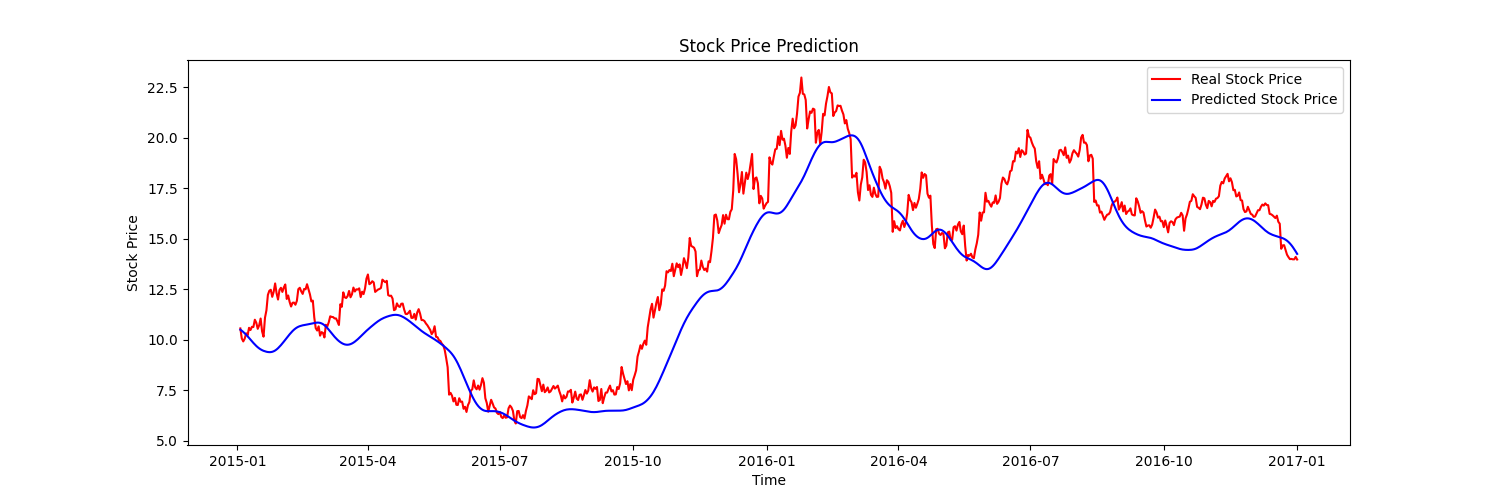 Stock Price Prediction
Real Stock Price
Predicted Stock Price
Stock Price
22.5
20.0
17.5
15.0
12.5
10.0
7.5
5.0
2015-01 2015-04 2015-07 2015-10 2016-01 2016-04 2016-07 2016-10 2017-01
Time